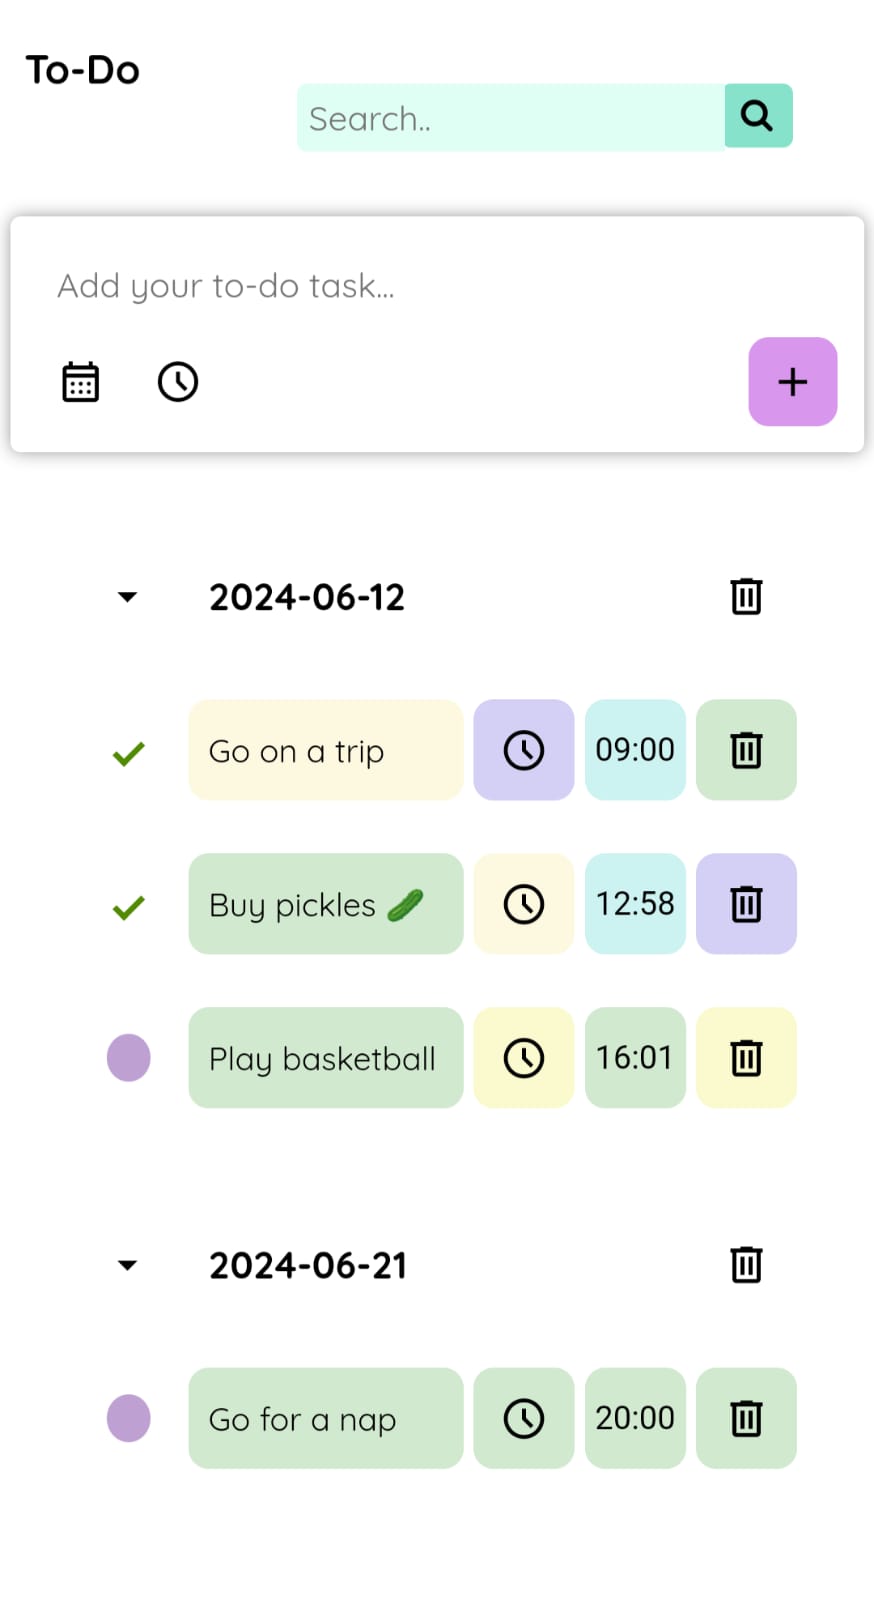 To-Do
Search..
Add your to-do task...
2024-06-12
Go on a trip 09:00
Buy pickles 🥒 12:58
Play basketball 16:01
2024-06-21
Go for a nap 20:00